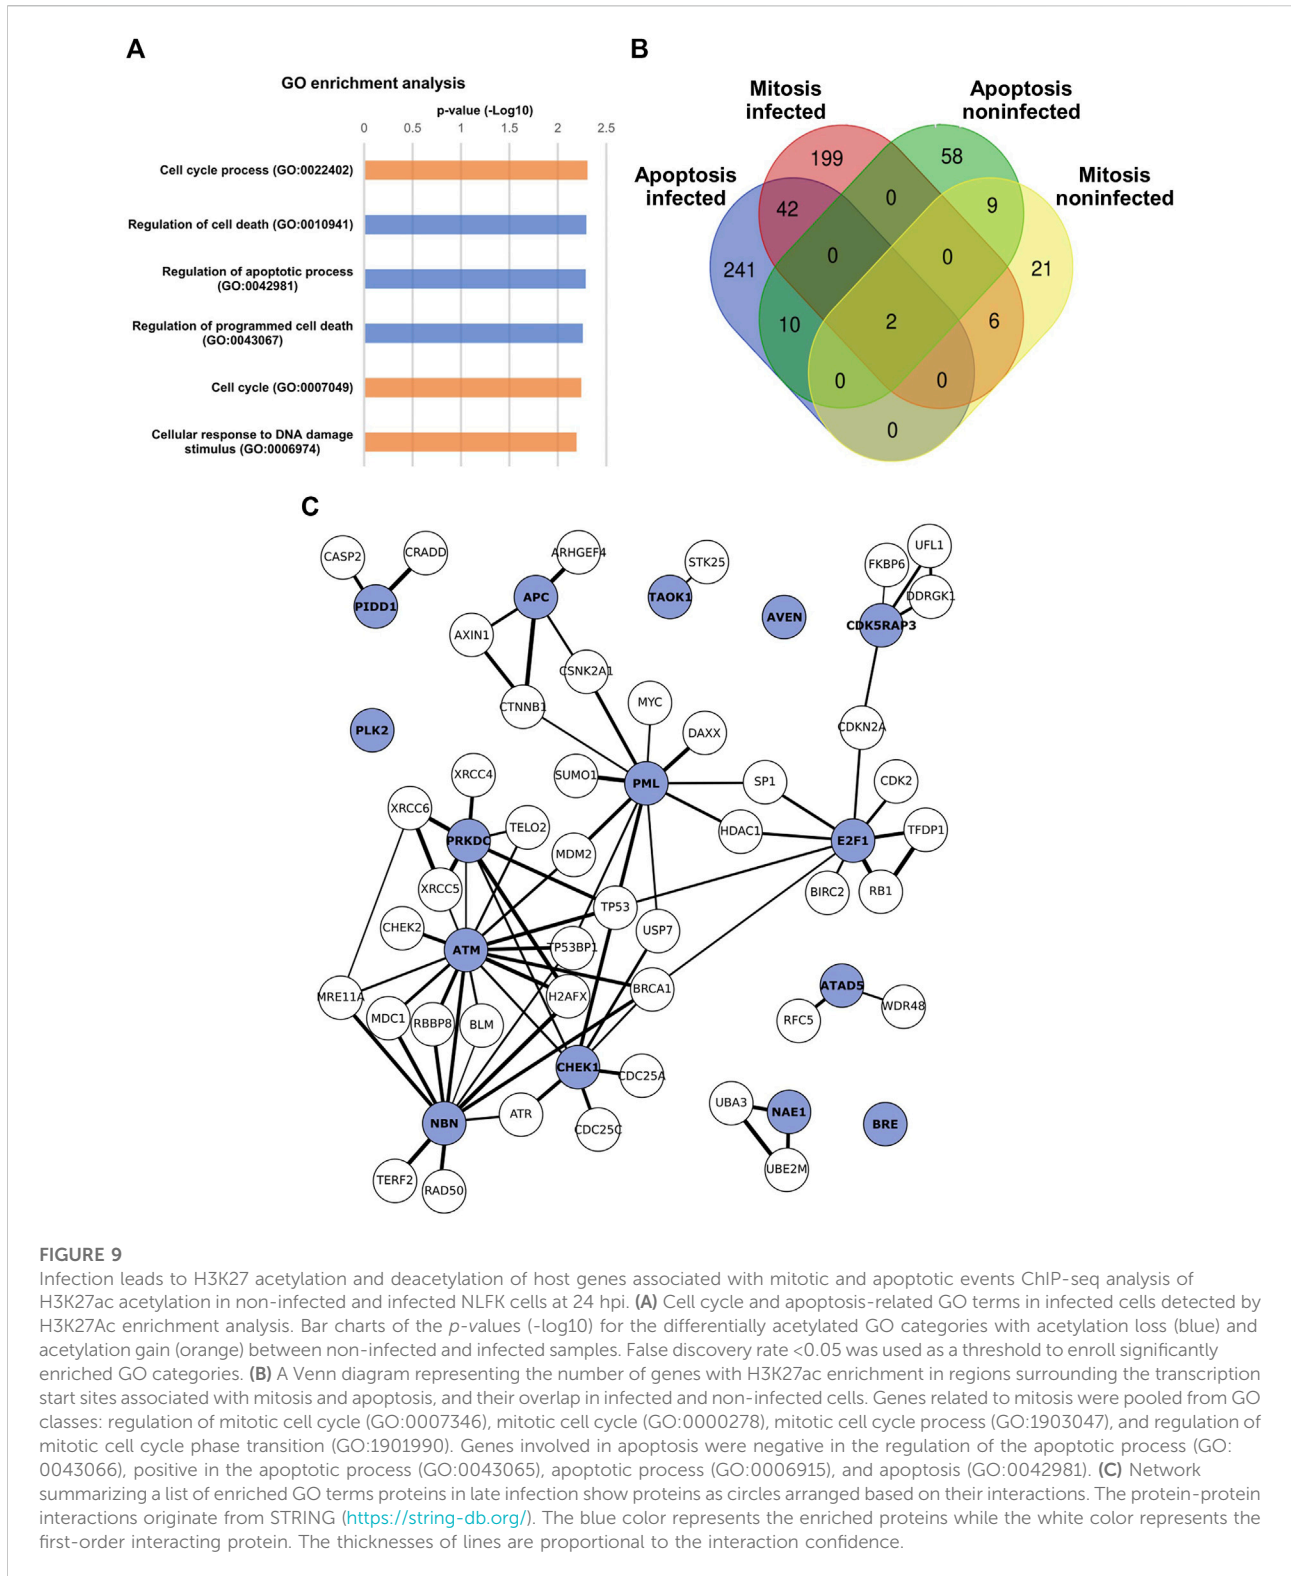 A
GO enrichment analysis
p-value (-Log10)
0 0.5 1 1.5 2 2.5
Cell cycle process (GO:0022402)
Regulation of cell death (GO:0010941)
Regulation of apoptotic process
(GO:0042981)
Regulation of programmed cell death
(GO:0043067)
Cell cycle (GO:0007049)
Cellular response to DNA damage
stimulus (GO:0006974)
B
Mitosis
infected
Apoptosis
noninfected
Apoptosis
infected
Mitosis
noninfected
199
58
42
0
9
241
0
0
21
10
2
6
0
0
0
C
CASP2
CRADD
PIDD1
ARHGEF4
APC
AXIN1
CSNK2A1
CTNNB1
STK25
TAOK1
AVEN
UFL1
FKBP6
DDRGK1
CDK5RAP3
PLK2
MYC
DAXX
CDKN2A
SUMO1
PML
SP1
CDK2
XRCC4
XRCC6
PRKDC
TELO2
MDM2
HDAC1
E2F1
TFDP1
XRCC5
BIRC2
RB1
CHEK2
TP53
USP7
ATM
TP53BP1
MRE11A
H2AFX
BRCA1
MDC1
RBBP8
BLM
ATAD5
RFC5
WDR48
CHEK1
CDC25A
NBN
ATR
CDC25C
UBA3
NAE1
BRE
UBE2M
TERF2
RAD50
FIGURE 9
Infection leads to H3K27 acetylation and deacetylation of host genes associated with mitotic and apoptotic events ChIP-seq analysis of
H3K27ac acetylation in non-infected and infected NLFK cells at 24 hpi. (A) Cell cycle and apoptosis-related GO terms in infected cells detected by
H3K27Ac enrichment analysis. Bar charts of the p-values (-log10) for the differentially acetylated GO categories with acetylation loss (blue) and
acetylation gain (orange) between non-infected and infected samples. False discovery rate <0.05 was used as a threshold to enroll significantly
enriched GO categories. (B) A Venn diagram representing the number of genes with H3K27ac enrichment in regions surrounding the transcription
start sites associated with mitosis and apoptosis, and their overlap in infected and non-infected cells. Genes related to mitosis were pooled from GO
classes: regulation of mitotic cell cycle (GO:0007346), mitotic cell cycle (GO:0000278), mitotic cell cycle process (GO:1903047), and regulation of
mitotic cell cycle phase transition (GO:1901990). Genes involved in apoptosis were negative in the regulation of the apoptotic process (GO:
0043066), positive in the apoptotic process (GO:0043065), apoptotic process (GO:0006915), and apoptosis (GO:0042981). (C) Network
summarizing a list of enriched GO terms proteins in late infection show proteins as circles arranged based on their interactions. The protein-protein
interactions originate from STRING (https://string-db.org/). The blue color represents the enriched proteins while the white color represents the
first-order interacting protein. The thicknesses of lines are proportional to the interaction confidence.